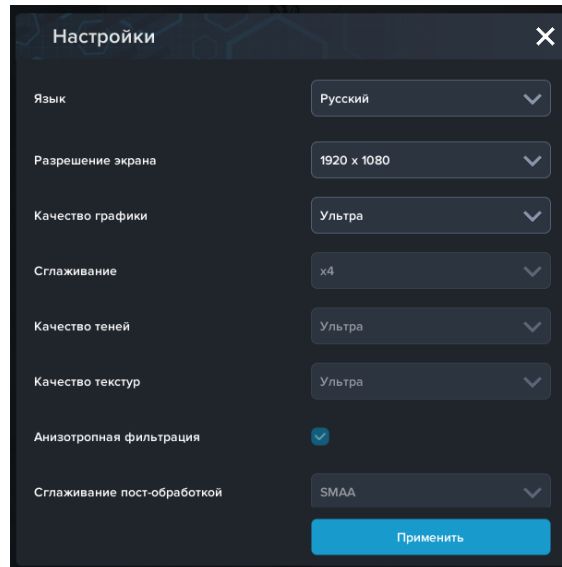 Настройки
Язык
Русский
Разрешение экрана
1920 x 1080
Качество графики
Ультра
Сглаживание
x4
Качество теней
Ультра
Качество текстур
Ультра
Анизотропная фильтрация
Сглаживание пост-обработкой
SMAA
Применить